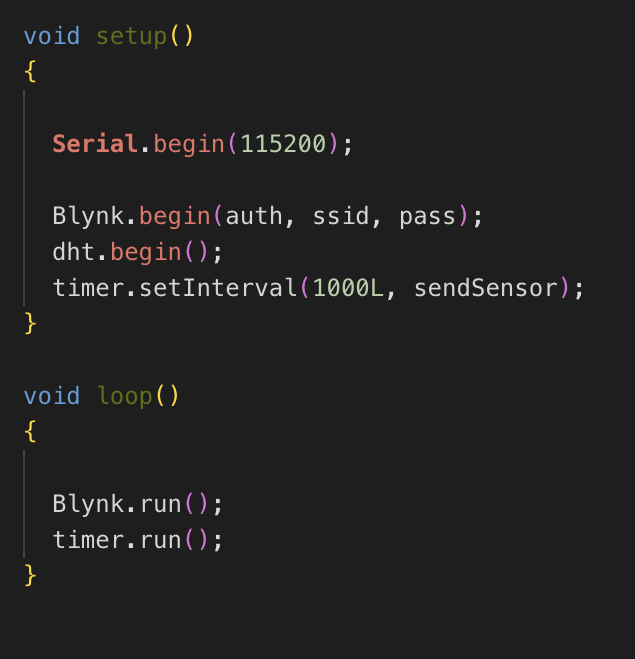 void setup()
{
Serial.begin(115200);
Blynk.begin(auth, ssid, pass);
dht.begin();
timer.setInterval(1000L, sendSensor);
}
void loop()
{
Blynk.run();
timer.run();
}